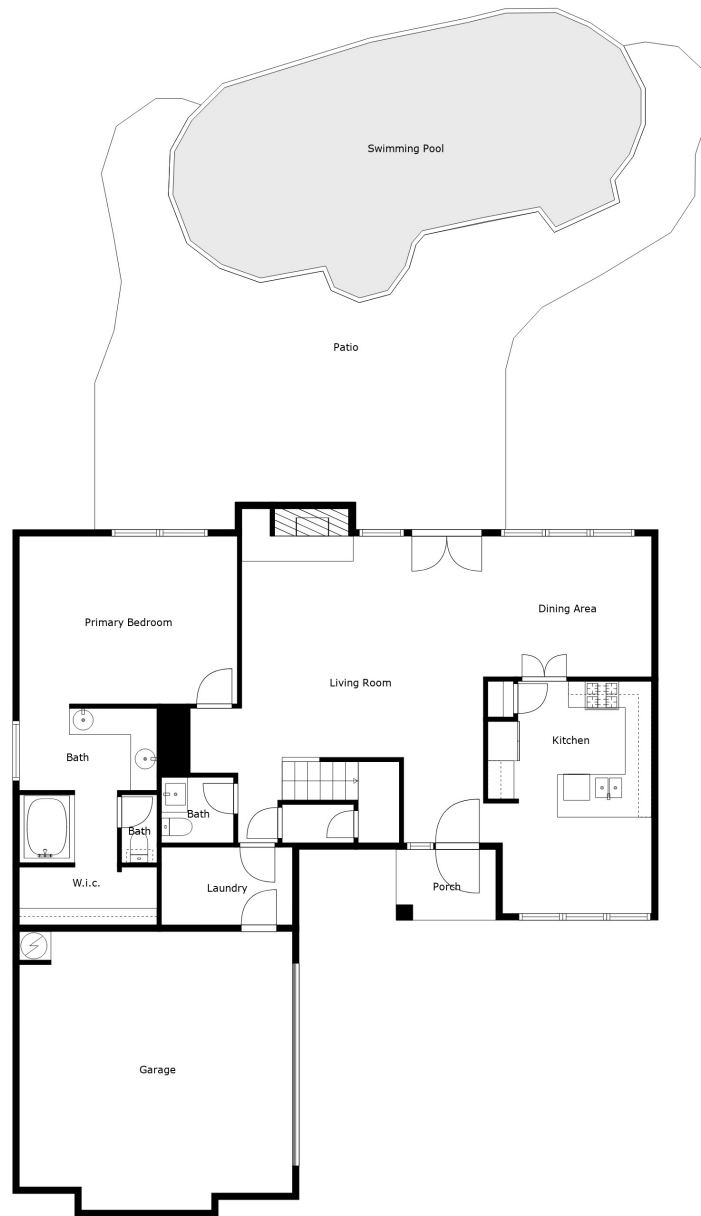 Swimming Pool
Patio
Dining Area
Primary Bedroom
Living Room
Kitchen
Bath
Bath
Bath
W.i.c.
Laundry
Porch
Garage